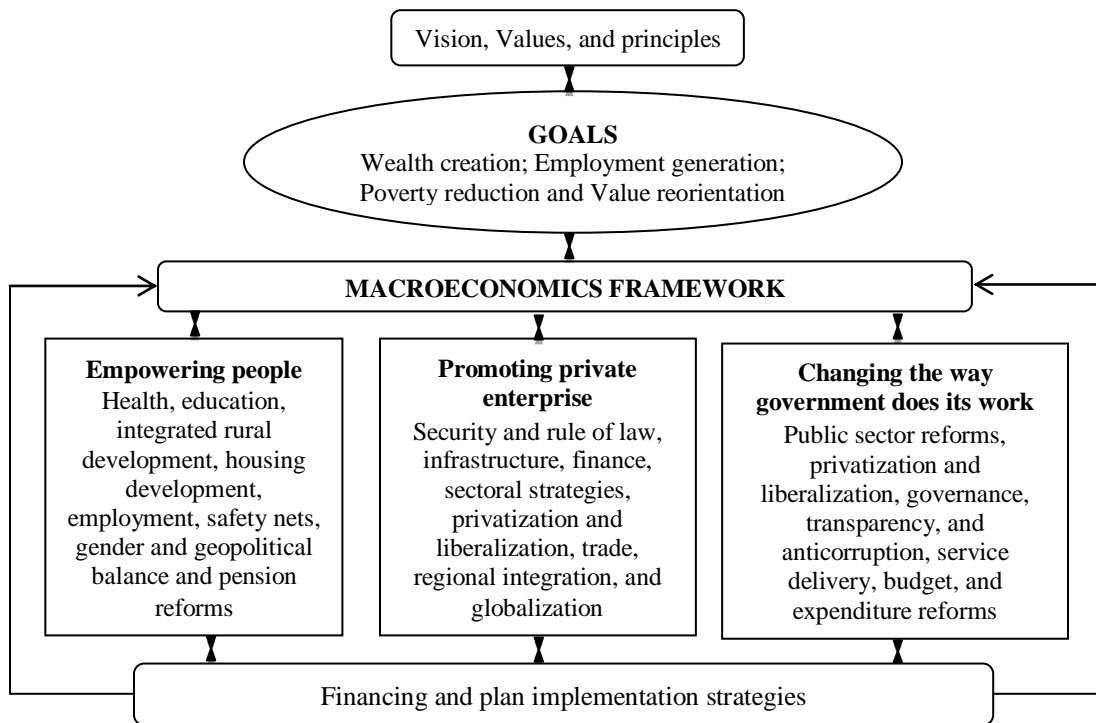 Vision, Values, and principles
GOALS
Wealth creation; Employment generation;
Poverty reduction and Value reorientation
MACROECONOMICS FRAMEWORK
Empowering people
Health, education,
integrated rural
development, housing
development,
employment, safety nets,
gender and geopolitical
balance and pension
reforms
Promoting private
enterprise
Security and rule of law,
infrastructure, finance,
sectoral strategies,
privatization and
liberalization, trade,
regional integration, and
globalization
Changing the way
government does its work
Public sector reforms,
privatization and
liberalization, governance,
transparency, and
anticorruption, service
delivery, budget, and
expenditure reforms
Financing and plan implementation strategies